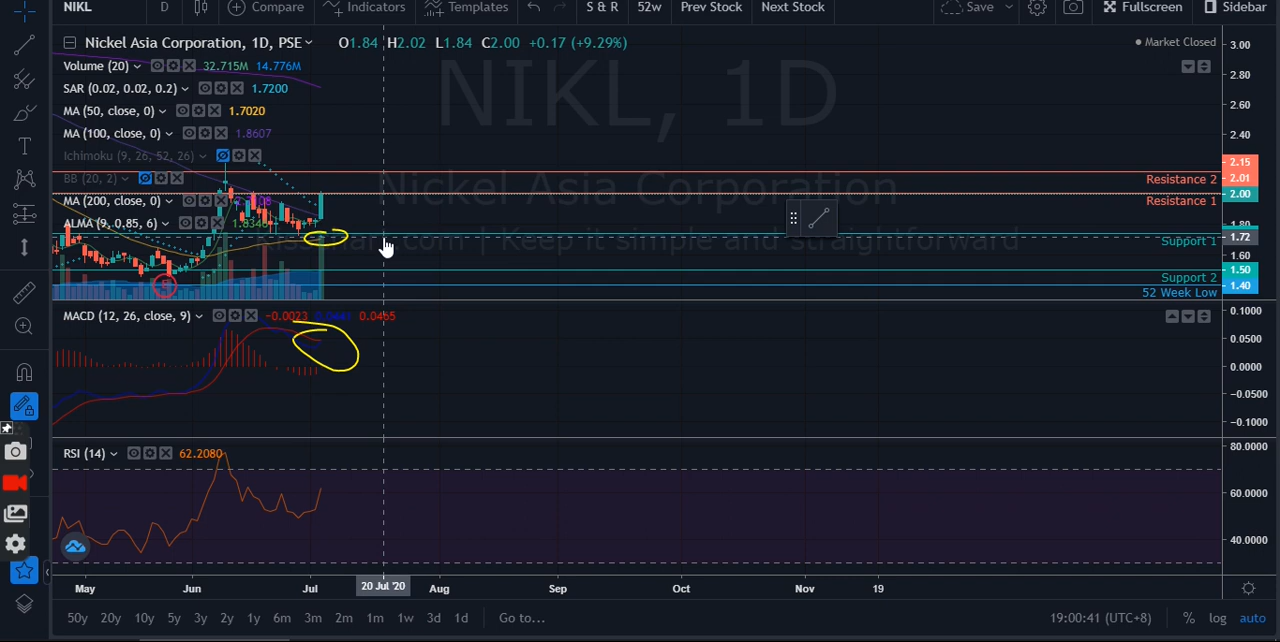 NIKL D Compare Indicators Templates S & R 52w Prev Stock Next Stock Save Fullscreen Sidebar
Nickel Asia Corporation, 1D, PSE O1.84 H2.02 L1.84 C2.00 +0.17 (+9.29%) Market Closed
Volume (20) 32.715M 14.776M
SAR (0.02, 0.02, 0.2) 1.7200
MA (50, close, 0) 1.7020
MA (100, close, 0) 1.8607
Ichimoku (9, 26, 52, 26)
BB (20, 2)
MA (200, close, 0)
ALMA (9, 0.85, 6)
NIKL, 1D
Nickel Asia Corporation
.com | Keep it simple and Straightforward
Resistance 2
Resistance 1
Support 1
Support 2
52 Week Low
3.00
2.80
2.60
2.40
2.15
2.01
2.00
1.80
1.72
1.60
1.50
1.40
MACD (12, 26, close, 9) -0.0023 0.0465
0.1000
0.0500
0.0000
-0.0500
-0.1000
RSI (14) 62.2080
80.0000
60.0000
40.0000
May Jun Jul 20 Jul '20 Aug Sep Oct Nov 19
50y 20y 10y 5y 3y 2y 1y 6m 3m 2m 1m 1w 3d 1d Go to... 19:00:41 (UTC+8) % log auto